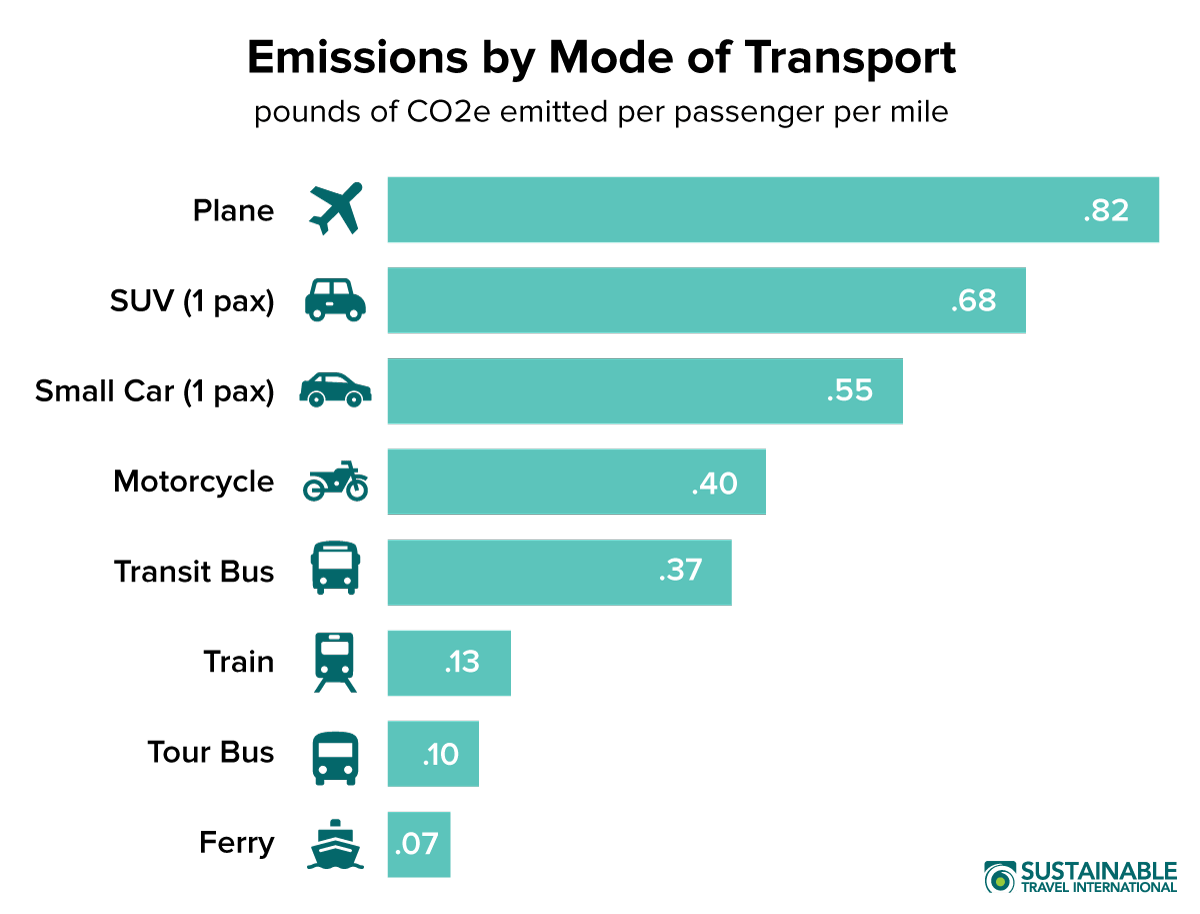 Emissions by Mode of Transport
pounds of CO2e emitted per passenger per mile
Plane .82
SUV (1 pax) .68
Small Car (1 pax) .55
Motorcycle .40
Transit Bus .37
Train .13
Tour Bus .10
Ferry .07
SUSTAINABLE
TRAVEL INTERNATIONAL